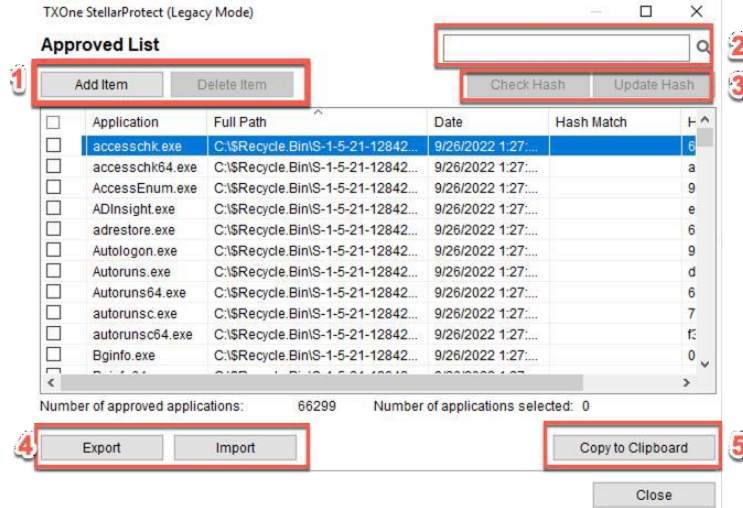 TXOne StellarProtect (Legacy Mode)
Approved List
2
1
Add Item Delete Item Check Hash Update Hash
3
Application Full Path Date Hash Match
accesschk.exe C:\$Recycle.Bin\S-1-5-21-12842... 9/26/2022 1:27:... 6
accesschk64.exe C:\$Recycle.Bin\S-1-5-21-12842... 9/26/2022 1:27:... a
AccessEnum.exe C:\$Recycle.Bin\S-1-5-21-12842... 9/26/2022 1:27:... 9
ADInsight.exe C:\$Recycle.Bin\S-1-5-21-12842... 9/26/2022 1:27:... e
adrestore.exe C:\$Recycle.Bin\S-1-5-21-12842... 9/26/2022 1:27:... 6
Autologon.exe C:\$Recycle.Bin\S-1-5-21-12842... 9/26/2022 1:27:... 9
Autoruns.exe C:\$Recycle.Bin\S-1-5-21-12842... 9/26/2022 1:27:... d
Autoruns64.exe C:\$Recycle.Bin\S-1-5-21-12842... 9/26/2022 1:27:... 6
autorunsc.exe C:\$Recycle.Bin\S-1-5-21-12842... 9/26/2022 1:27:... 7
autorunsc64.exe C:\$Recycle.Bin\S-1-5-21-12842... 9/26/2022 1:27:... f3
Bginfo.exe C:\$Recycle.Bin\S-1-5-21-12842... 9/26/2022 1:27:... 0
Number of approved applications: 66299 Number of applications selected: 0
4
Export Import Copy to Clipboard
5
Close